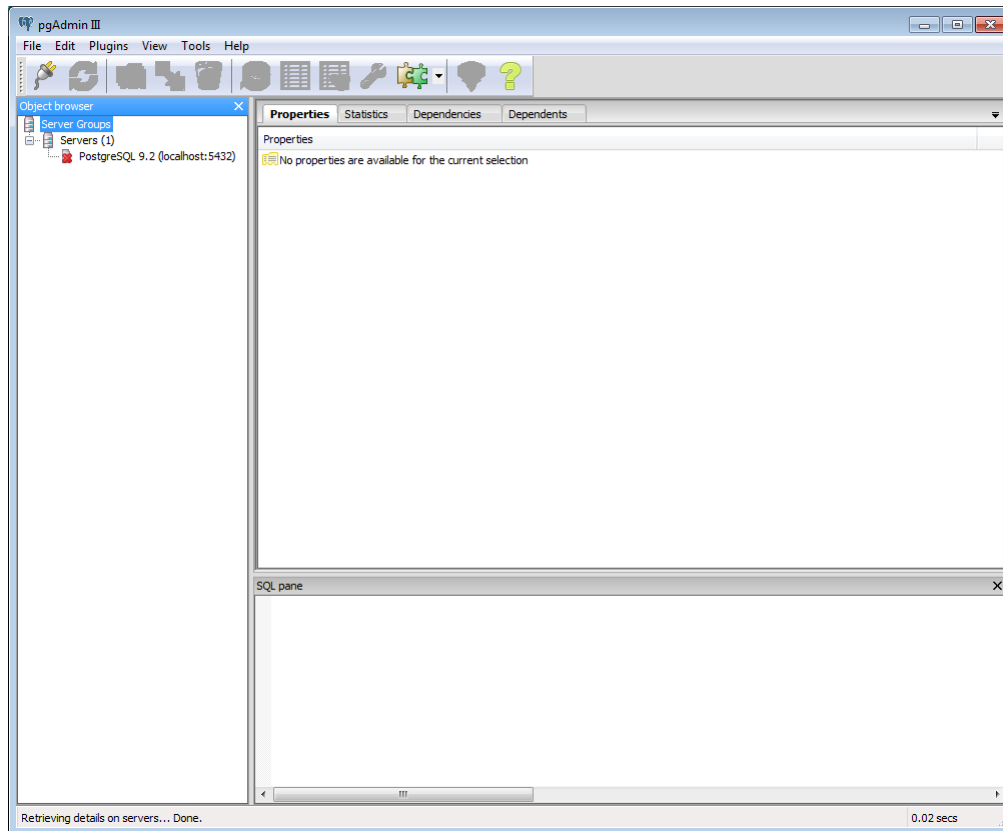 pgAdmin III
File Edit Plugins View Tools Help
Object browser
Server Groups
Servers (1)
PostgreSQL 9.2 (localhost:5432)
Properties Statistics Dependencies Dependents
Properties
No properties are available for the current selection
SQL pane
Retrieving details on servers... Done. 0.02 secs